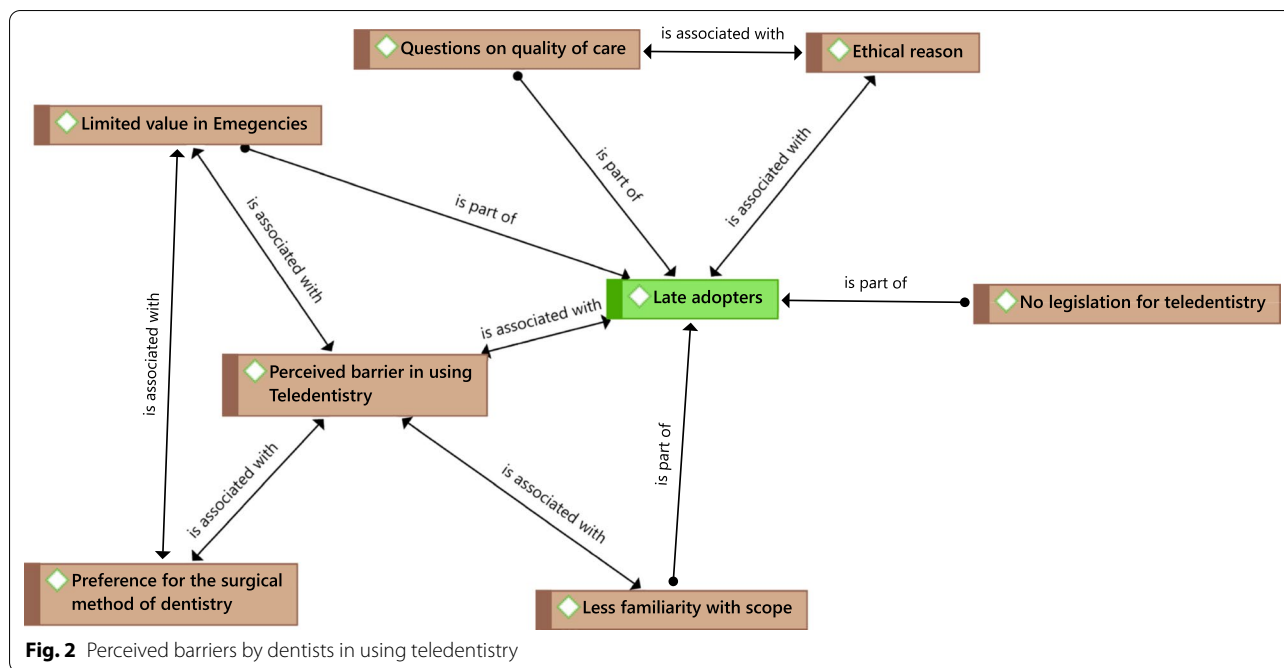 is associated with
Questions on quality of care
Ethical reason
Limited value in Emegencies
is part of
is associated with
is associated with
is part of
is part of
Late adopters
No legislation for teledentistry
is associated with
is associated with
Perceived barrier in using
Teledentistry
is part of
is associated with
is associated with
Preference for the surgical
method of dentistry
Less familiarity with scope
Fig. 2 Perceived barriers by dentists in using teledentistry